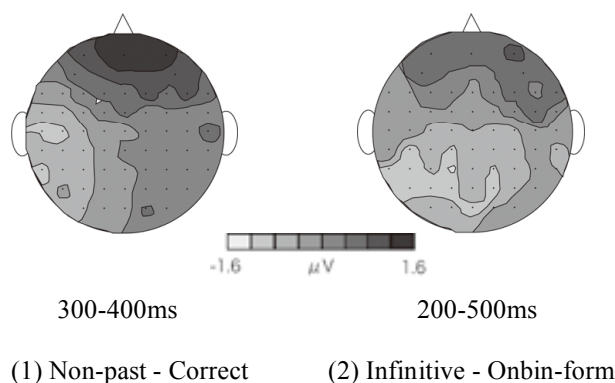 -1.6 μV 1.6
300-400ms 200-500ms
(1) Non-past - Correct (2) Infinitive - Onbin-form